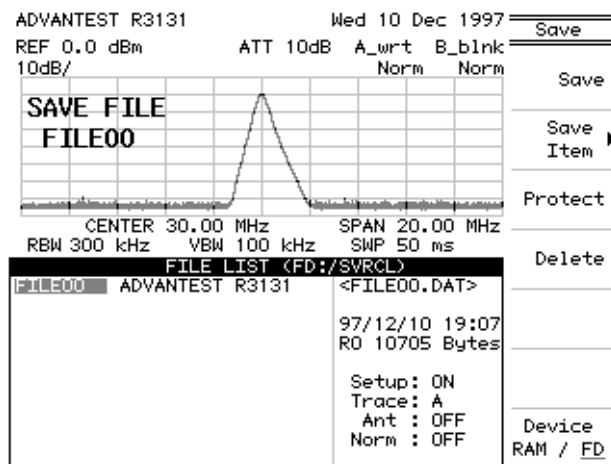 ADVANTEST R3131 Wed 10 Dec 1997
REF 0.0 dBm ATT 10dB A_wrt B_blnk
10dB/ Norm Norm
SAVE FILE
FILE00
CENTER 30.00 MHz SPAN 20.00 MHz
RBW 300 kHz VBW 100 kHz SWP 50 ms
FILE LIST (FD:/SVRCL)
FILE00 ADVANTEST R3131
<FILE00.DAT>
97/12/10 19:07
RO 10705 Bytes
Setup: ON
Trace: A
Ant : OFF
Norm : OFF
Save
Save
Save
Item
Protect
Delete
Device
RAM / FD